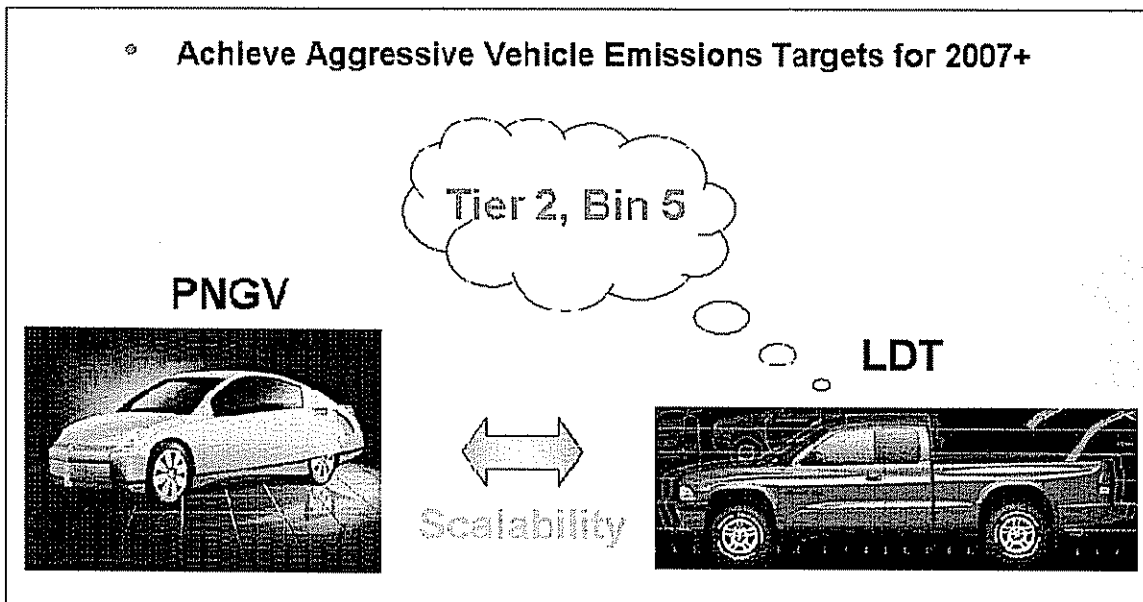 • Achieve Aggressive Vehicle Emissions Targets for 2007+
Tier 2, Bin 5
PNGV
LDT
Scalability